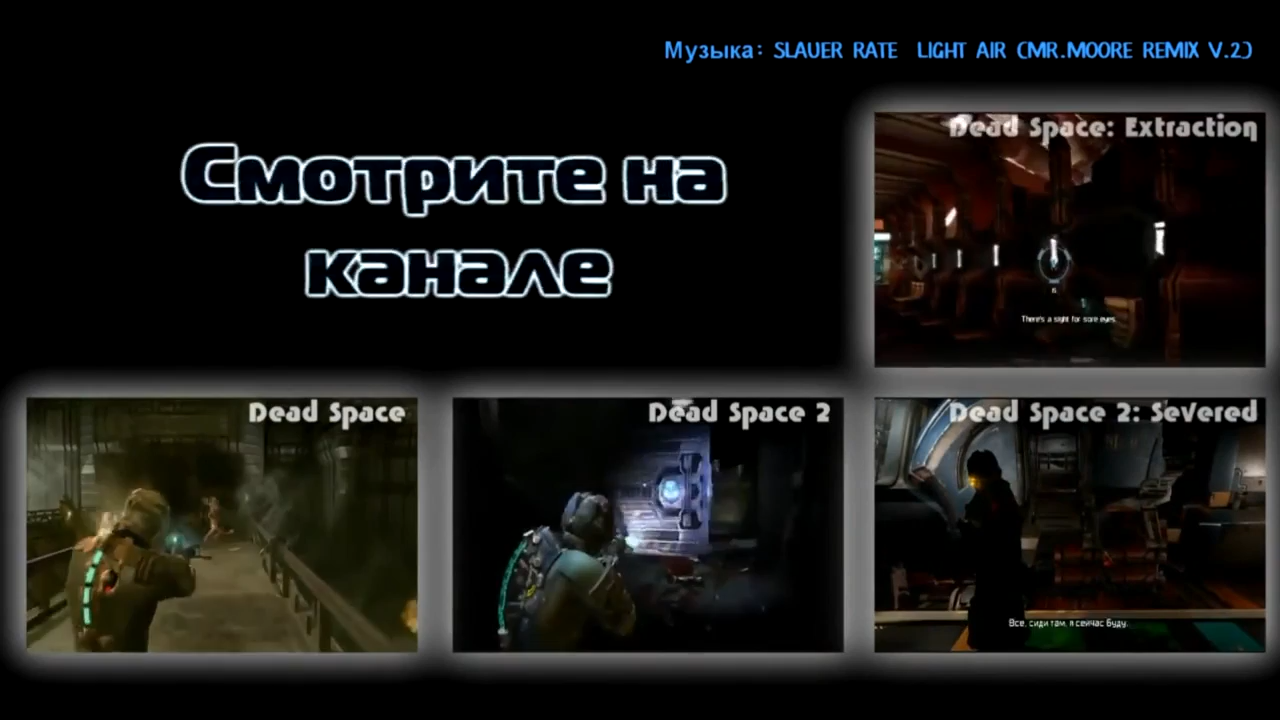 Музыка: SLAUER RATE LIGHT AIR (MR.MOORE REMIX V.2)
Смотрите на
канале
Dead Space: Extraction
There's a sight for sore eyes.
Dead Space
Dead Space 2
Dead Space 2: Severed
Все, сиди там, я сейчас буду.